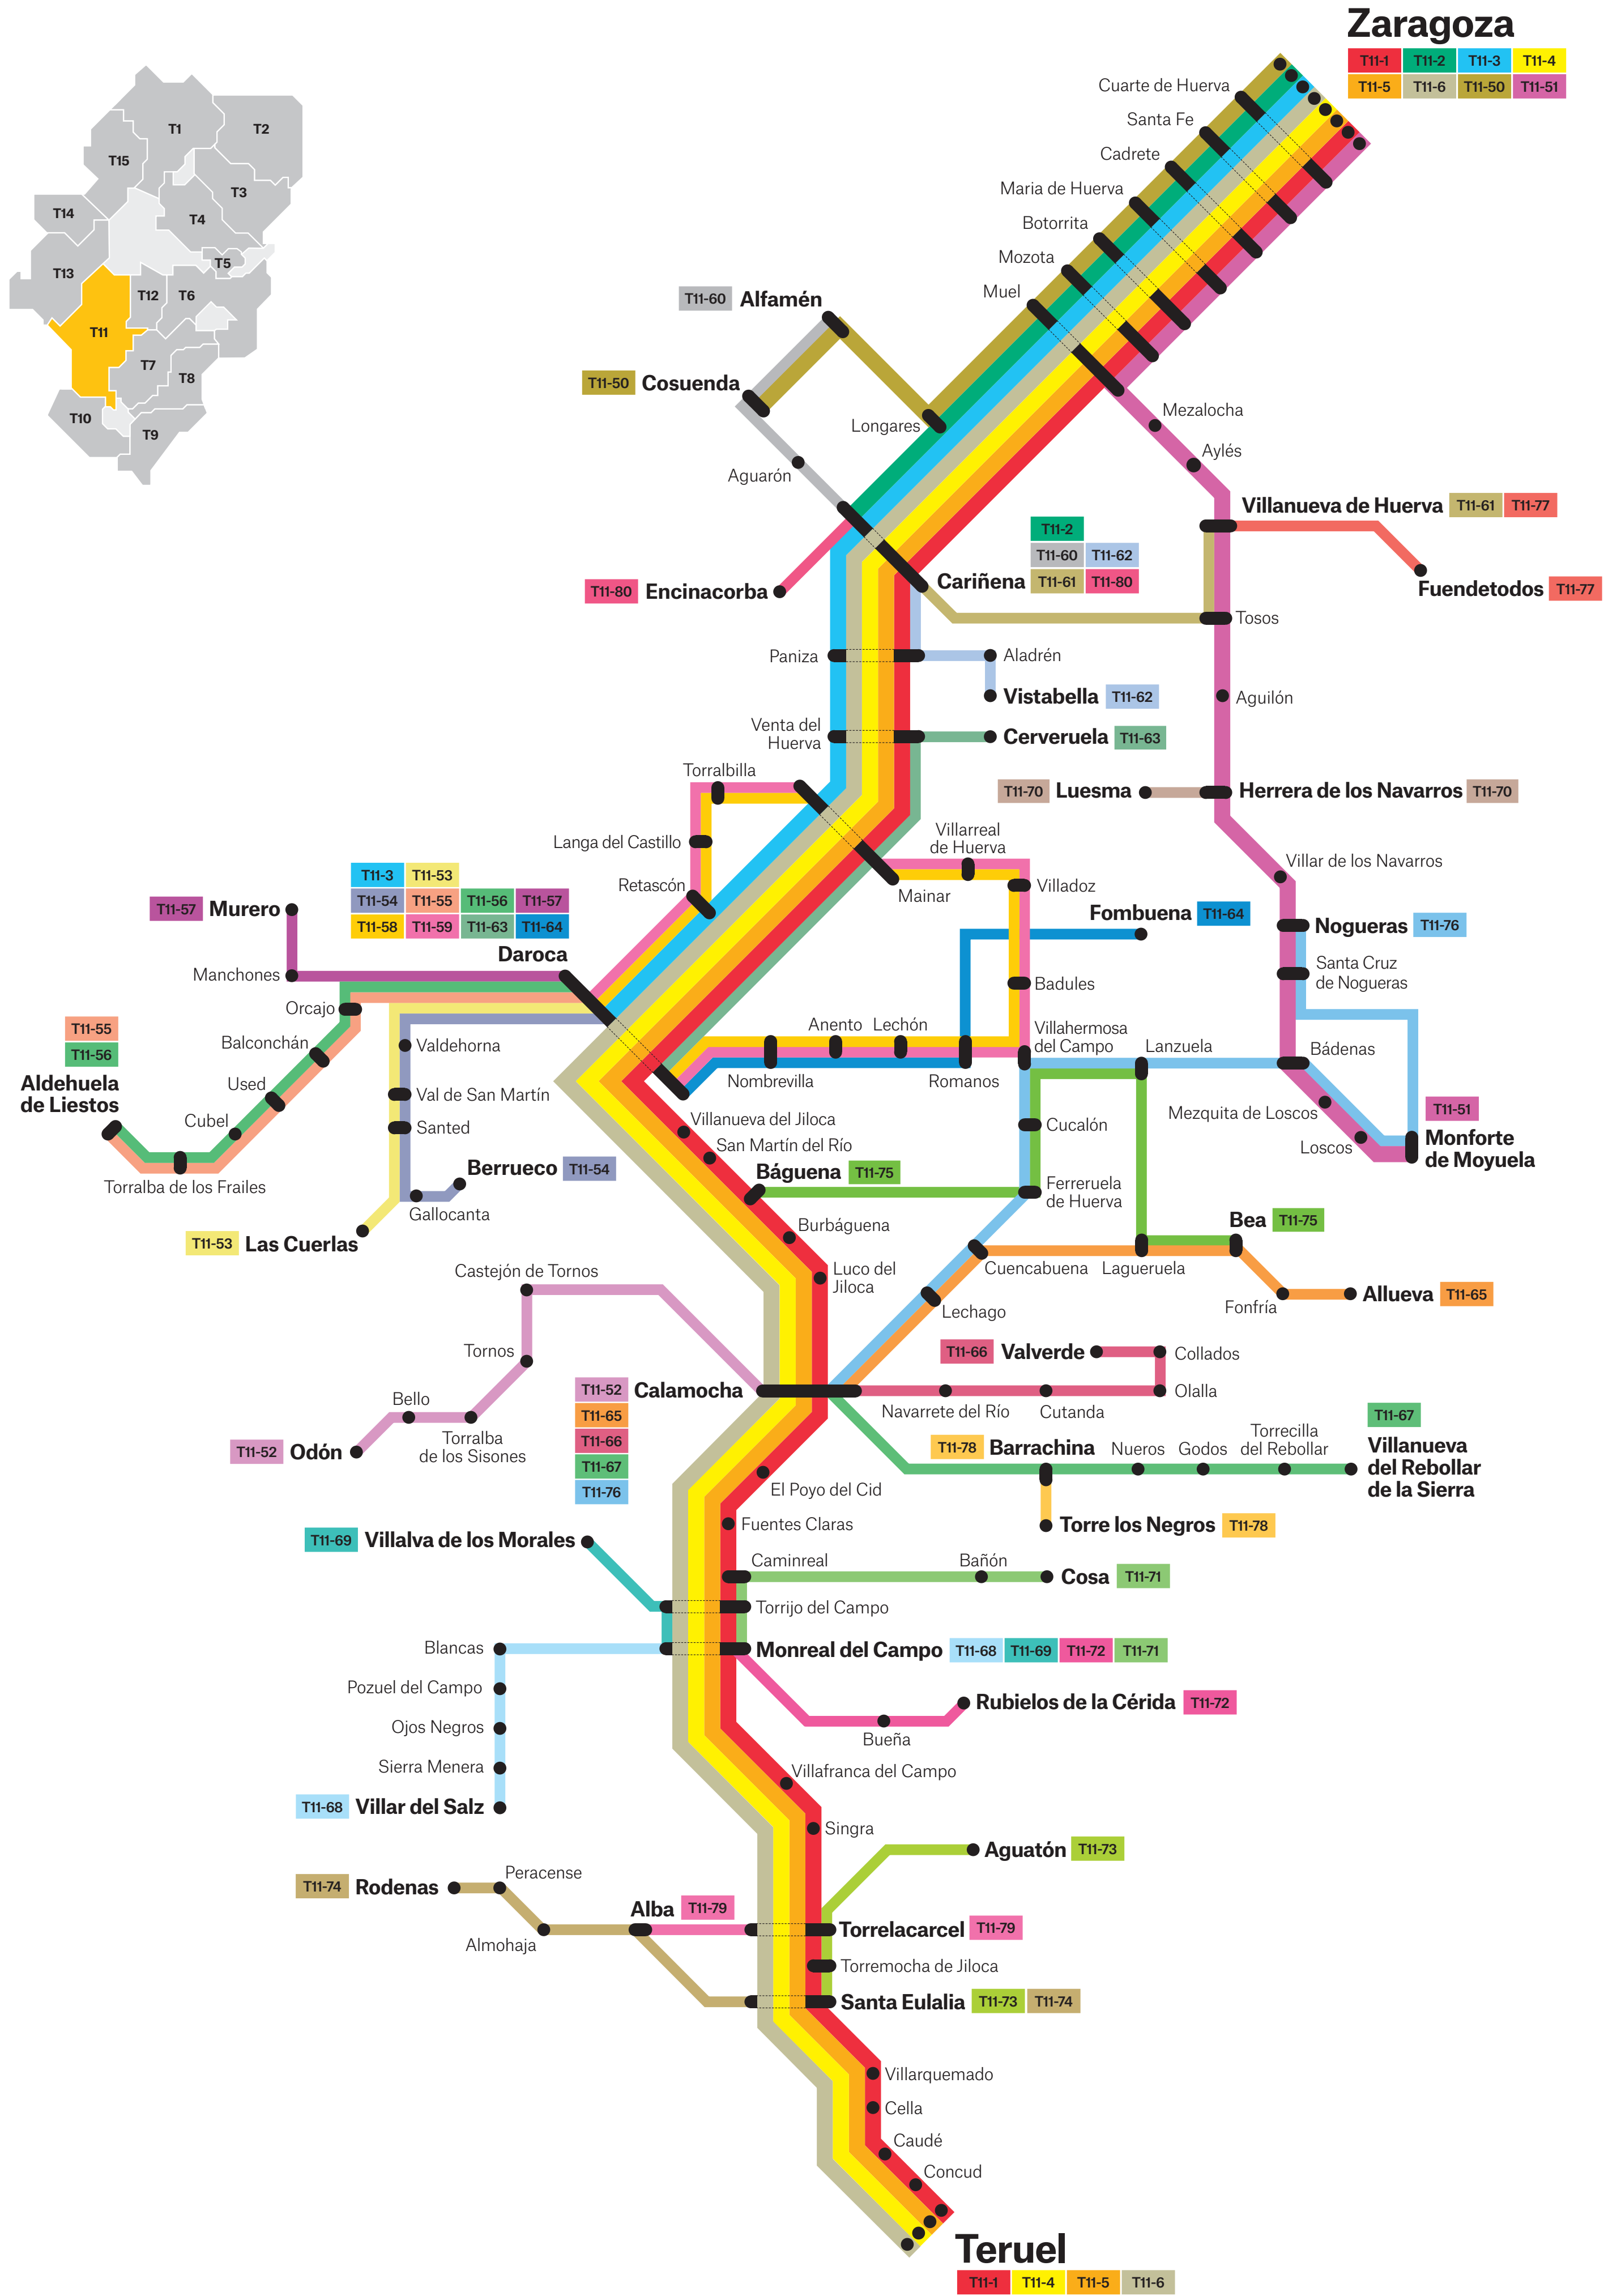 Zaragoza
T11-1 T11-2 T11-3 T11-4
T11-5 T11-6 T11-50 T11-51
T1
T2
T15
T3
T14
T4
T13
T5
T12
T6
T11
T7
T8
T10
T9
Cuarte de Huerva
Santa Fe
Cadrete
Maria de Huerva
Botorrita
Mozota
Muel
T11-60 Alfamén
T11-50 Cosuenda
Longares
Aguarón
Mezalocha
Aylés
Villanueva de Huerva T11-61 T11-77
Fuendetodos T11-77
T11-2
T11-60 T11-62
Cariñena T11-61 T11-80
T11-80 Encinacorba
Tosos
Paniza
Aladrén
Vistabella T11-62
Aguilón
Venta del
Huerva
Cerveruela T11-63
Torralbilla
T11-70 Luesma
Herrera de los Navarros T11-70
Langa del Castillo
Villarreal
de Huerva
Villar de los Navarros
Retascón
Mainar
Villadoz
T11-3 T11-53
T11-54 T11-55 T11-56 T11-57
T11-58 T11-59 T11-63 T11-64
Daroca
T11-57 Murero
Fombuena T11-64
Nogueras T11-76
Manchones
Santa Cruz
de Nogueras
Badules
Orcajo
T11-55
T11-56
Aldehuela
de Liestos
Balconchán
Used
Cubel
Torralba de los Frailes
Valdehorna
Val de San Martín
Santed
Berrueco T11-54
Gallocanta
T11-53 Las Cuerlas
Anento
Lechón
Nombrevilla
Romanos
Villahermosa
del Campo
Lanzuela
Bádenas
Mezquita de Loscos
Loscos
T11-51
Monforte
de Moyuela
Villanueva del Jiloca
San Martín del Río
Báguena T11-75
Cucalón
Ferreruela
de Huerva
Burbáguena
Luco del
Jiloca
Bea T11-75
Cuencabuena
Lagueruela
Fonfría
Allueva T11-65
Lechago
Castejón de Tornos
Tornos
Bello
Torralba
de los Sisones
T11-52 Odón
T11-52 Calamocha
T11-65
T11-66
T11-67
T11-76
T11-66 Valverde
Collados
Olalla
Navarrete del Río
Cutanda
T11-67
Villanueva
del Rebollar
de la Sierra
T11-78 Barrachina
Nueros
Godos
Torrecilla
del Rebollar
El Poyo del Cid
Torre los Negros T11-78
Fuentes Claras
T11-69 Villalva de los Morales
Caminreal
Bañón
Cosa T11-71
Torrijo del Campo
Blancas
Monreal del Campo T11-68 T11-69 T11-72 T11-71
Pozuel del Campo
Rubielos de la Cérida T11-72
Ojos Negros
Bueña
Sierra Menera
Villafranca del Campo
T11-68 Villar del Salz
Singra
Aguatón T11-73
Peracense
T11-74 Rodenas
Alba T11-79
Almohaja
Torrelacarcel T11-79
Torremocha de Jiloca
Santa Eulalia T11-73 T11-74
Villarquemado
Cella
Caudé
Concud
Teruel
T11-1 T11-4 T11-5 T11-6